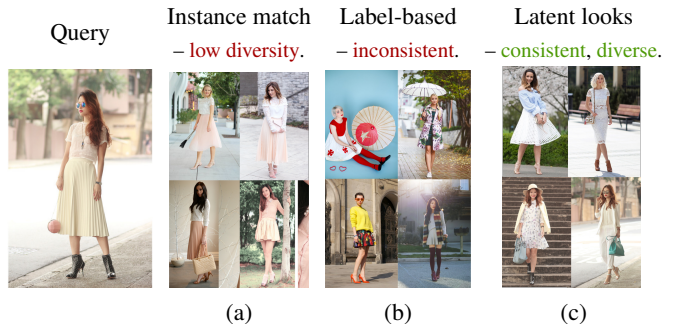 Query
Instance match
– low diversity.
Label-based
– inconsistent.
Latent looks
– consistent, diverse.
(a)
(b)
(c)